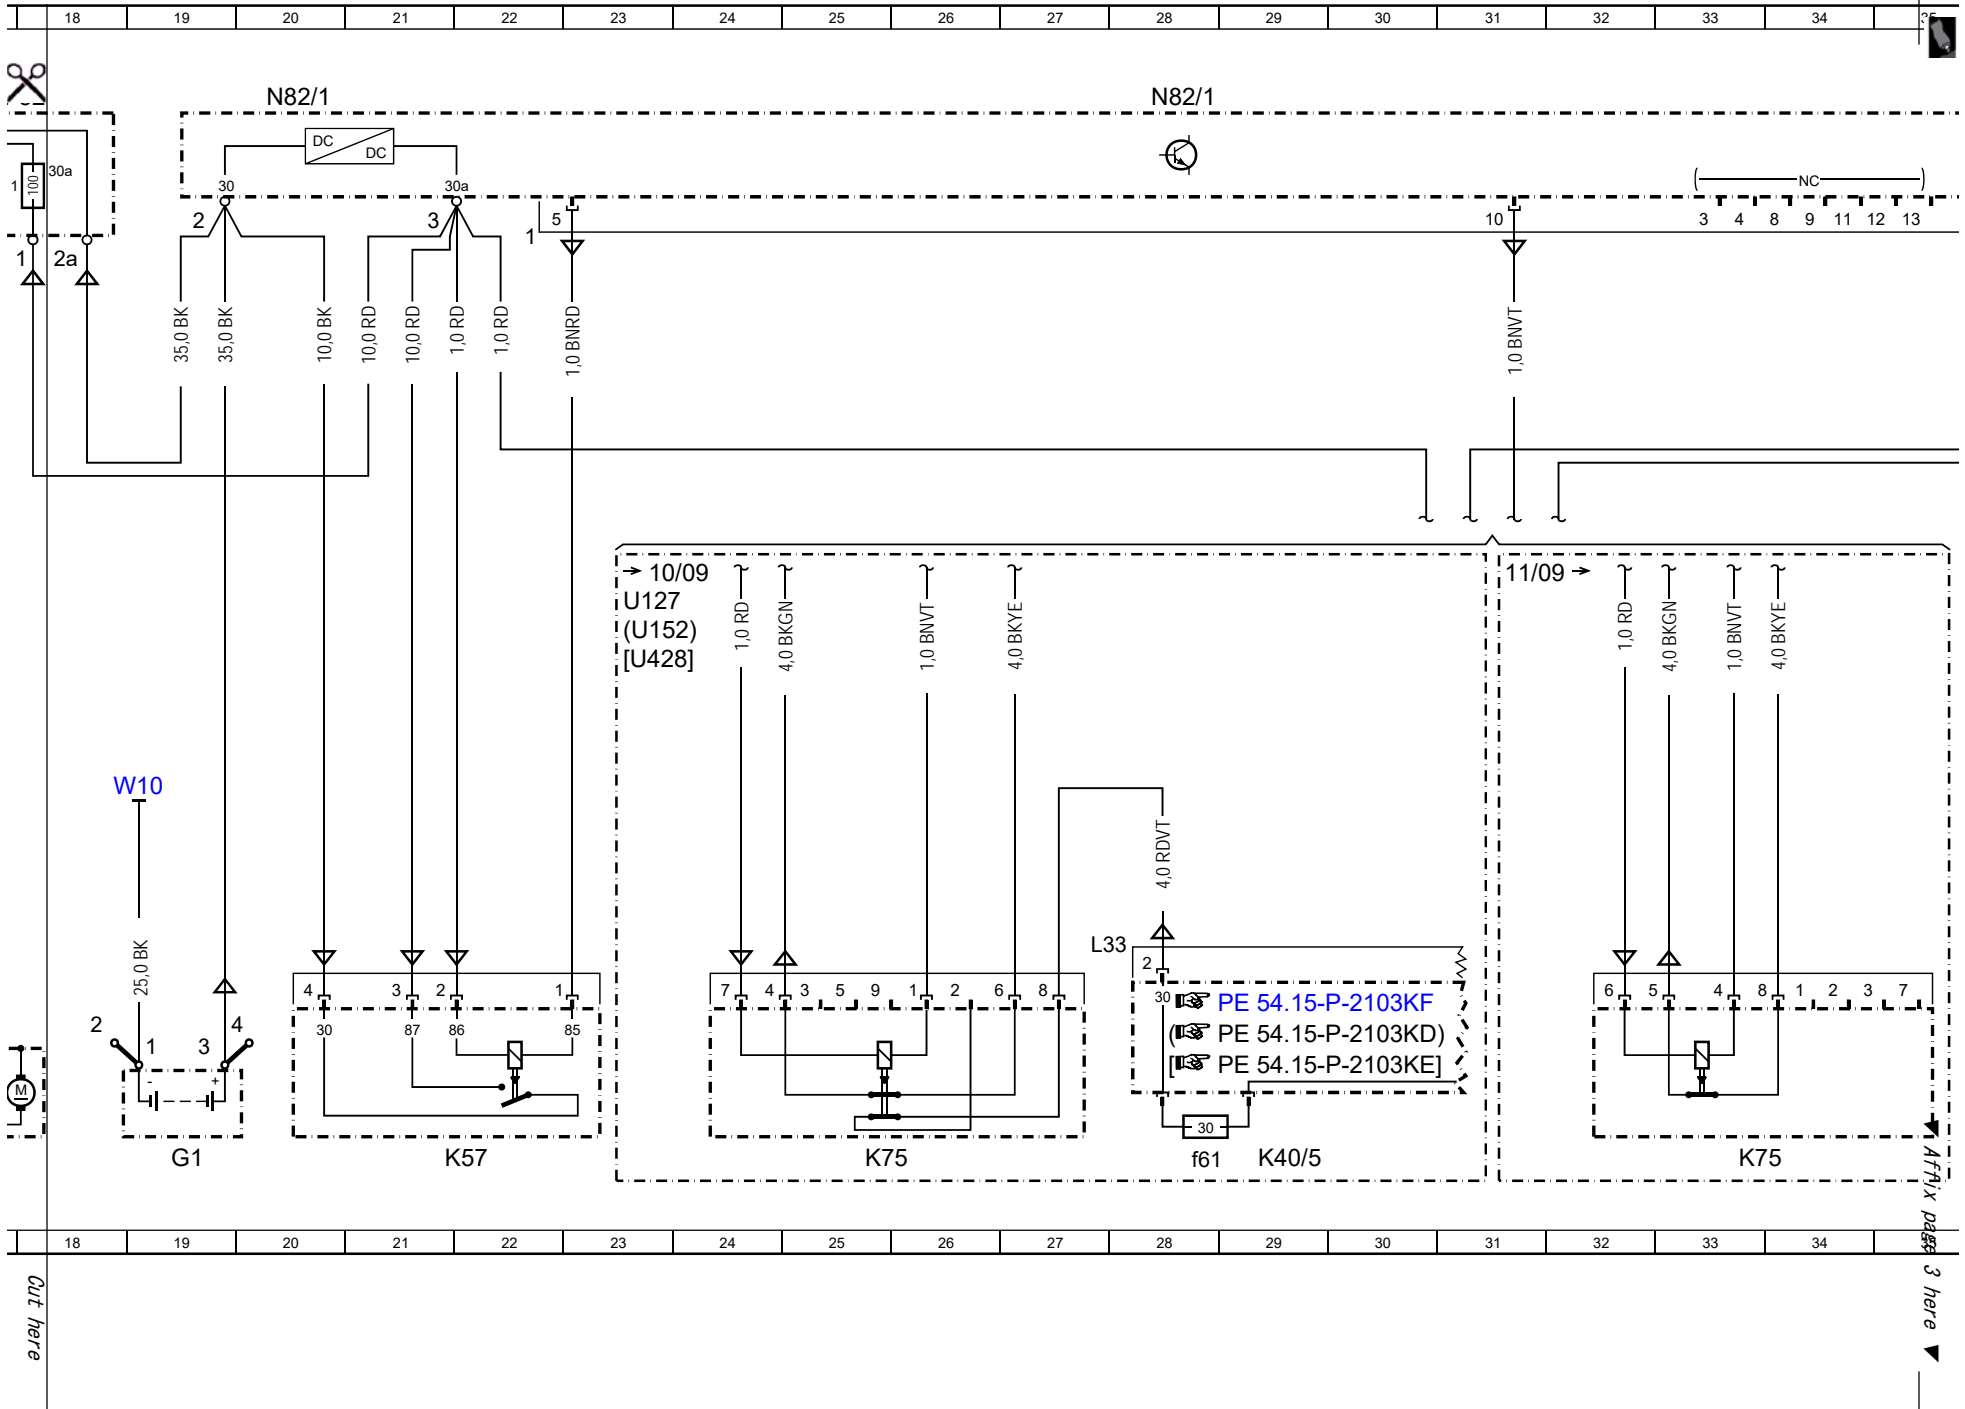 18 19 20 21 22 23 24 25 26 27 28 29 30 31 32 33 34 35
N82/1 N82/1
DC
DC
1 100 30a
30 30a
NC
2 3 1 5 10 3 4 8 9 11 12 13
1 2a
35,0 BK
35,0 BK
10,0 BK
10,0 RD
10,0 RD
1,0 RD
1,0 RD
1,0 BNRD
1,0 BNVT
→ 10/09
U127
(U152)
[U428]
1,0 RD
4,0 BKGN
1,0 BNVT
4,0 BKYE
11/09 →
1,0 RD
4,0 BKGN
1,0 BNVT
4,0 BKYE
W10
25,0 BK
4,0 RDVT
L33
2
4 3 2 1
7 4 3 5 9 1 2 6 8
6 5 4 8 1 2 3 7
30 87 86 85
30 PE 54.15-P-2103KF
( PE 54.15-P-2103KD)
[ PE 54.15-P-2103KE]
2 1 3 4
- +
M
30
G1 K57 K75 f61 K40/5 K75
18 19 20 21 22 23 24 25 26 27 28 29 30 31 32 33 34 35
Cut here
Affix page 3 here